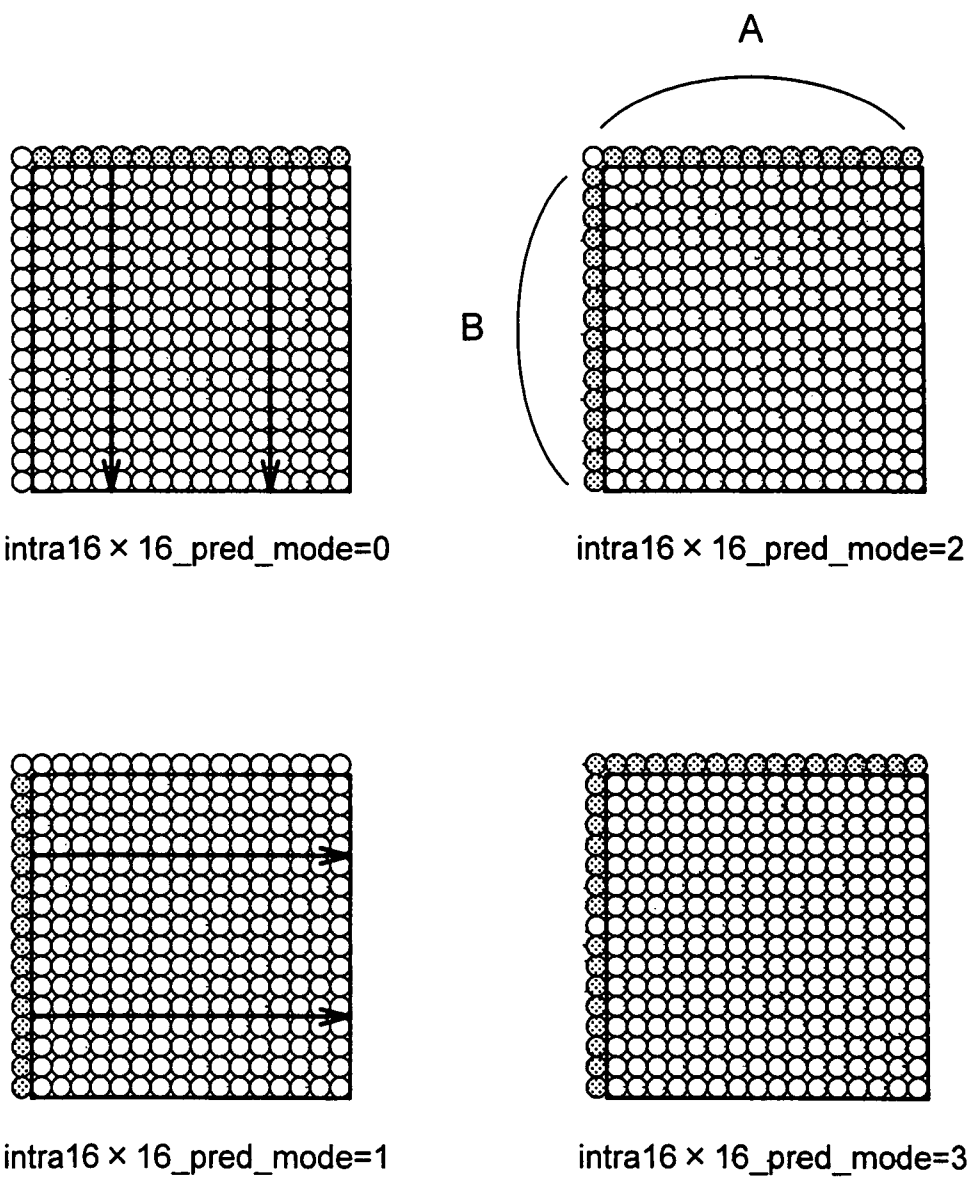 A
B
intra16 × 16_pred_mode=0
intra16 × 16_pred_mode=2
intra16 × 16_pred_mode=1
intra16 × 16_pred_mode=3